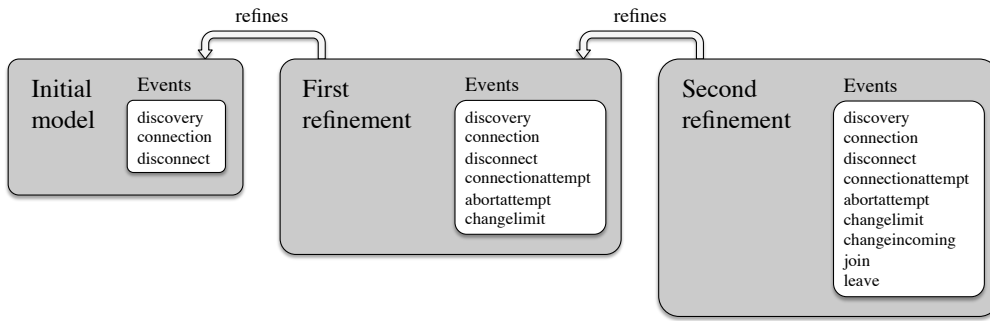 refines
refines
Initial
model
Events
discovery
connection
disconnect
First
refinement
Events
discovery
connection
disconnect
connectionattempt
abortattempt
changelimit
Second
refinement
Events
discovery
connection
disconnect
connectionattempt
abortattempt
changelimit
changeincoming
join
leave